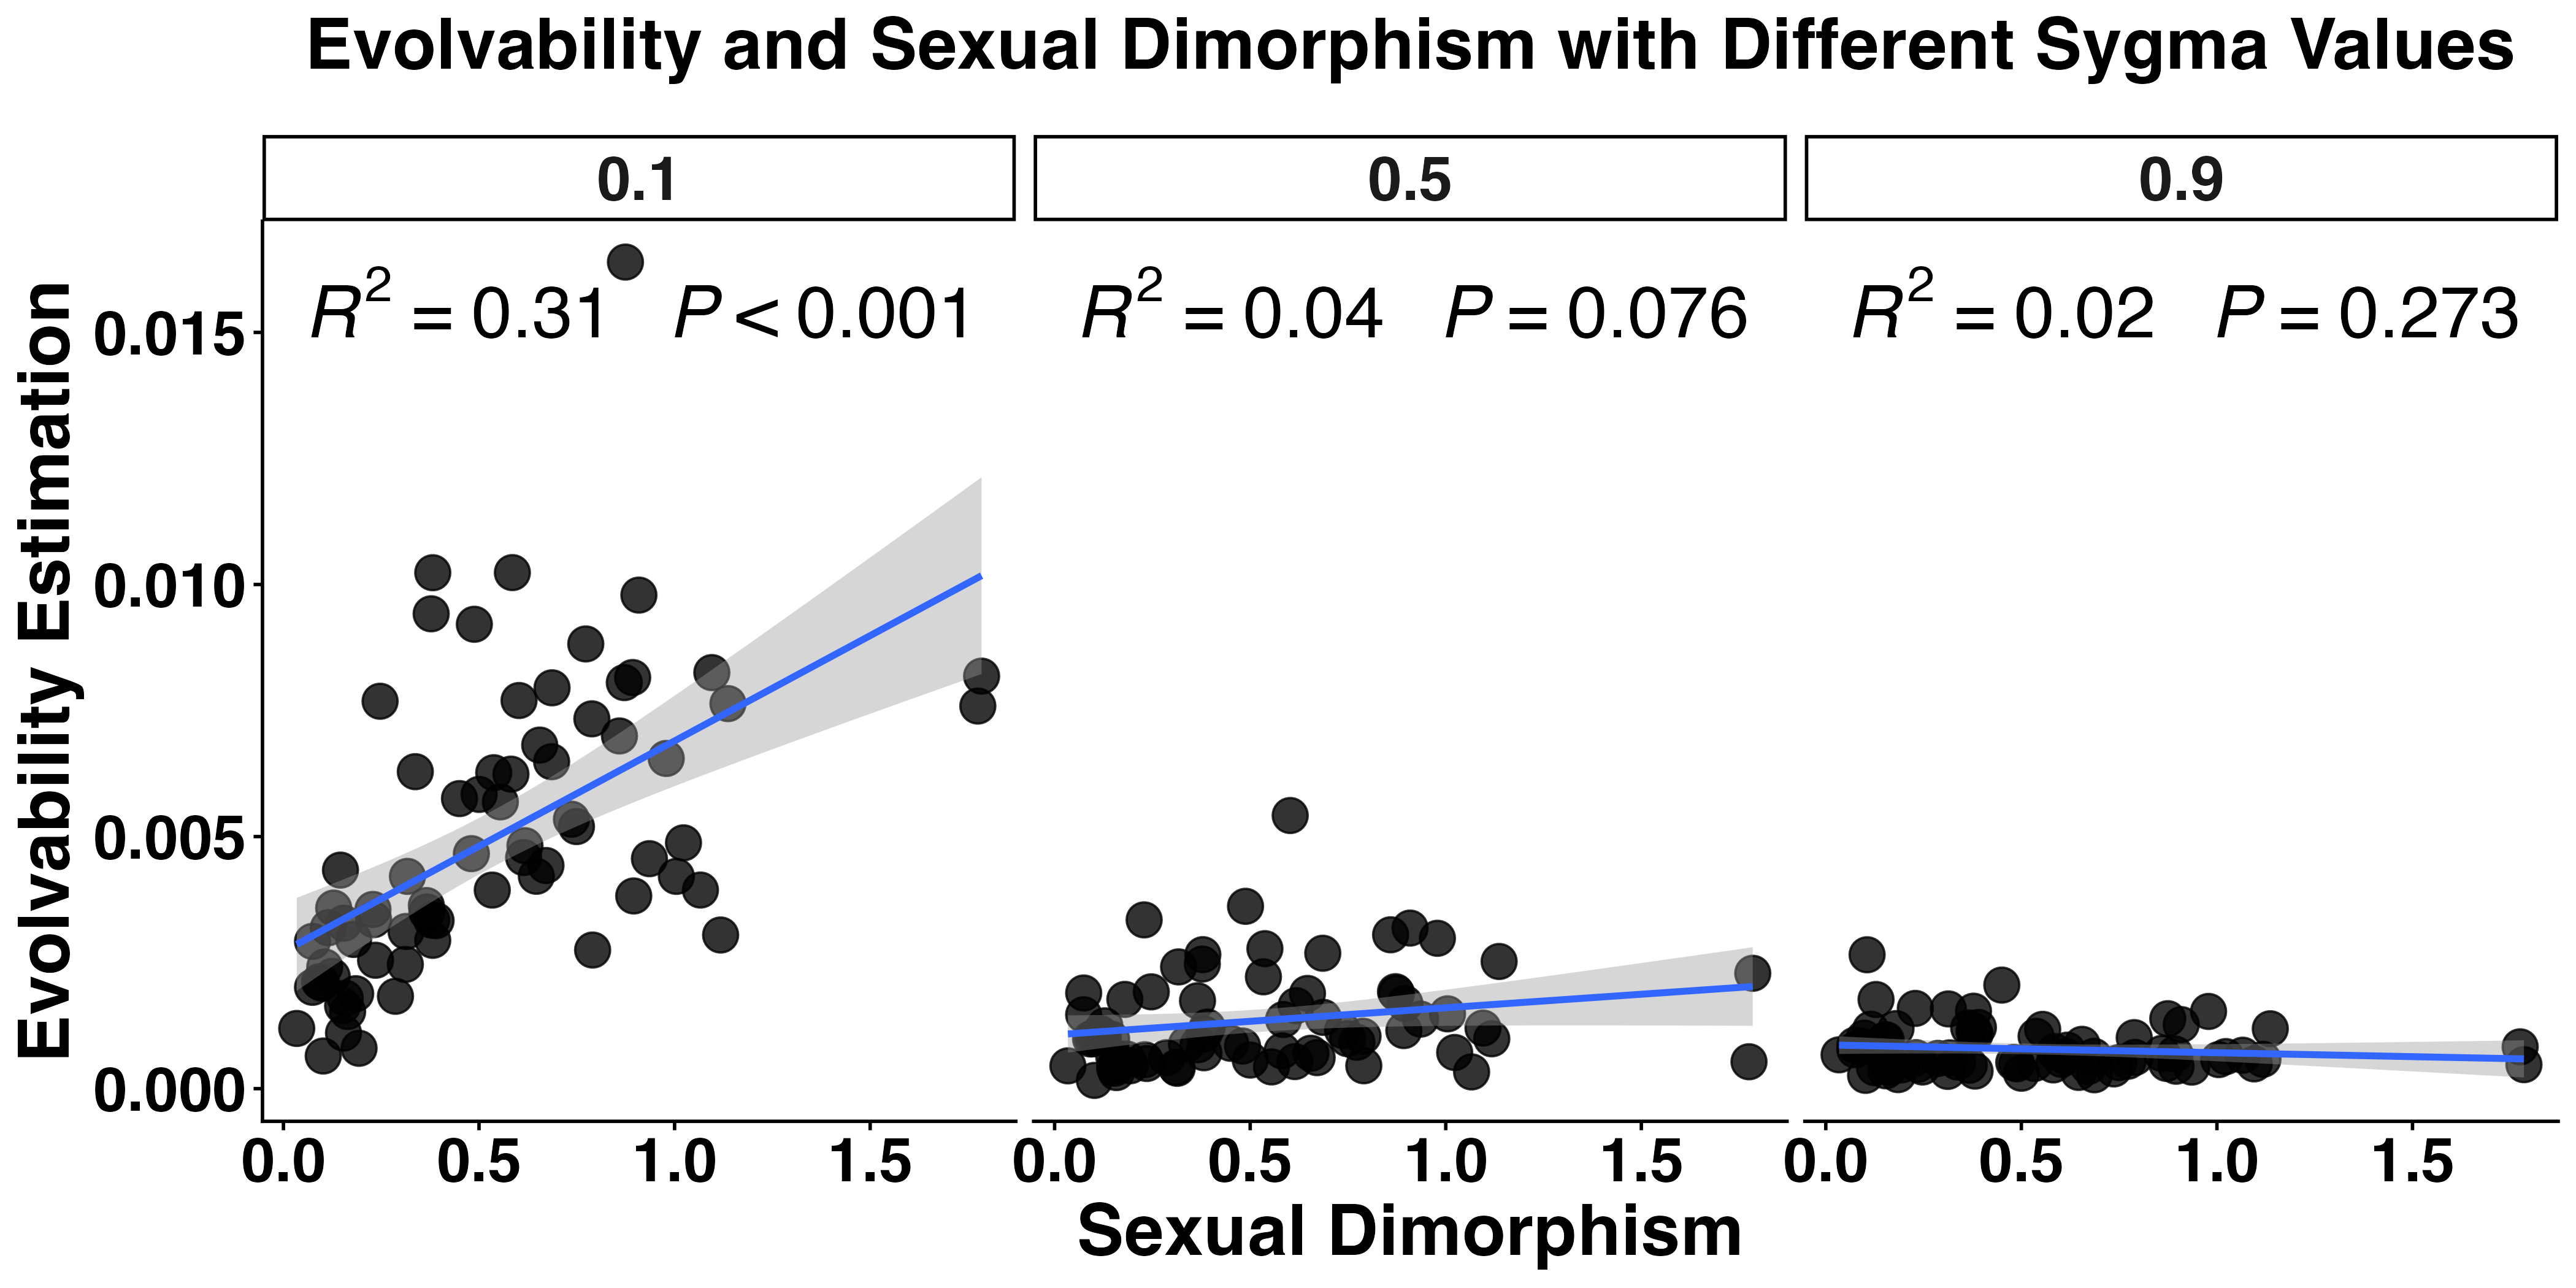 Evolvability and Sexual Dimorphism with Different Sygma Values
0.1 0.5 0.9
R² = 0.31 P < 0.001 R² = 0.04 P = 0.076 R² = 0.02 P = 0.273
Evolvability Estimation
0.015
0.010
0.005
0.000
0.0 0.5 1.0 1.5 0.0 0.5 1.0 1.5 0.0 0.5 1.0 1.5
Sexual Dimorphism